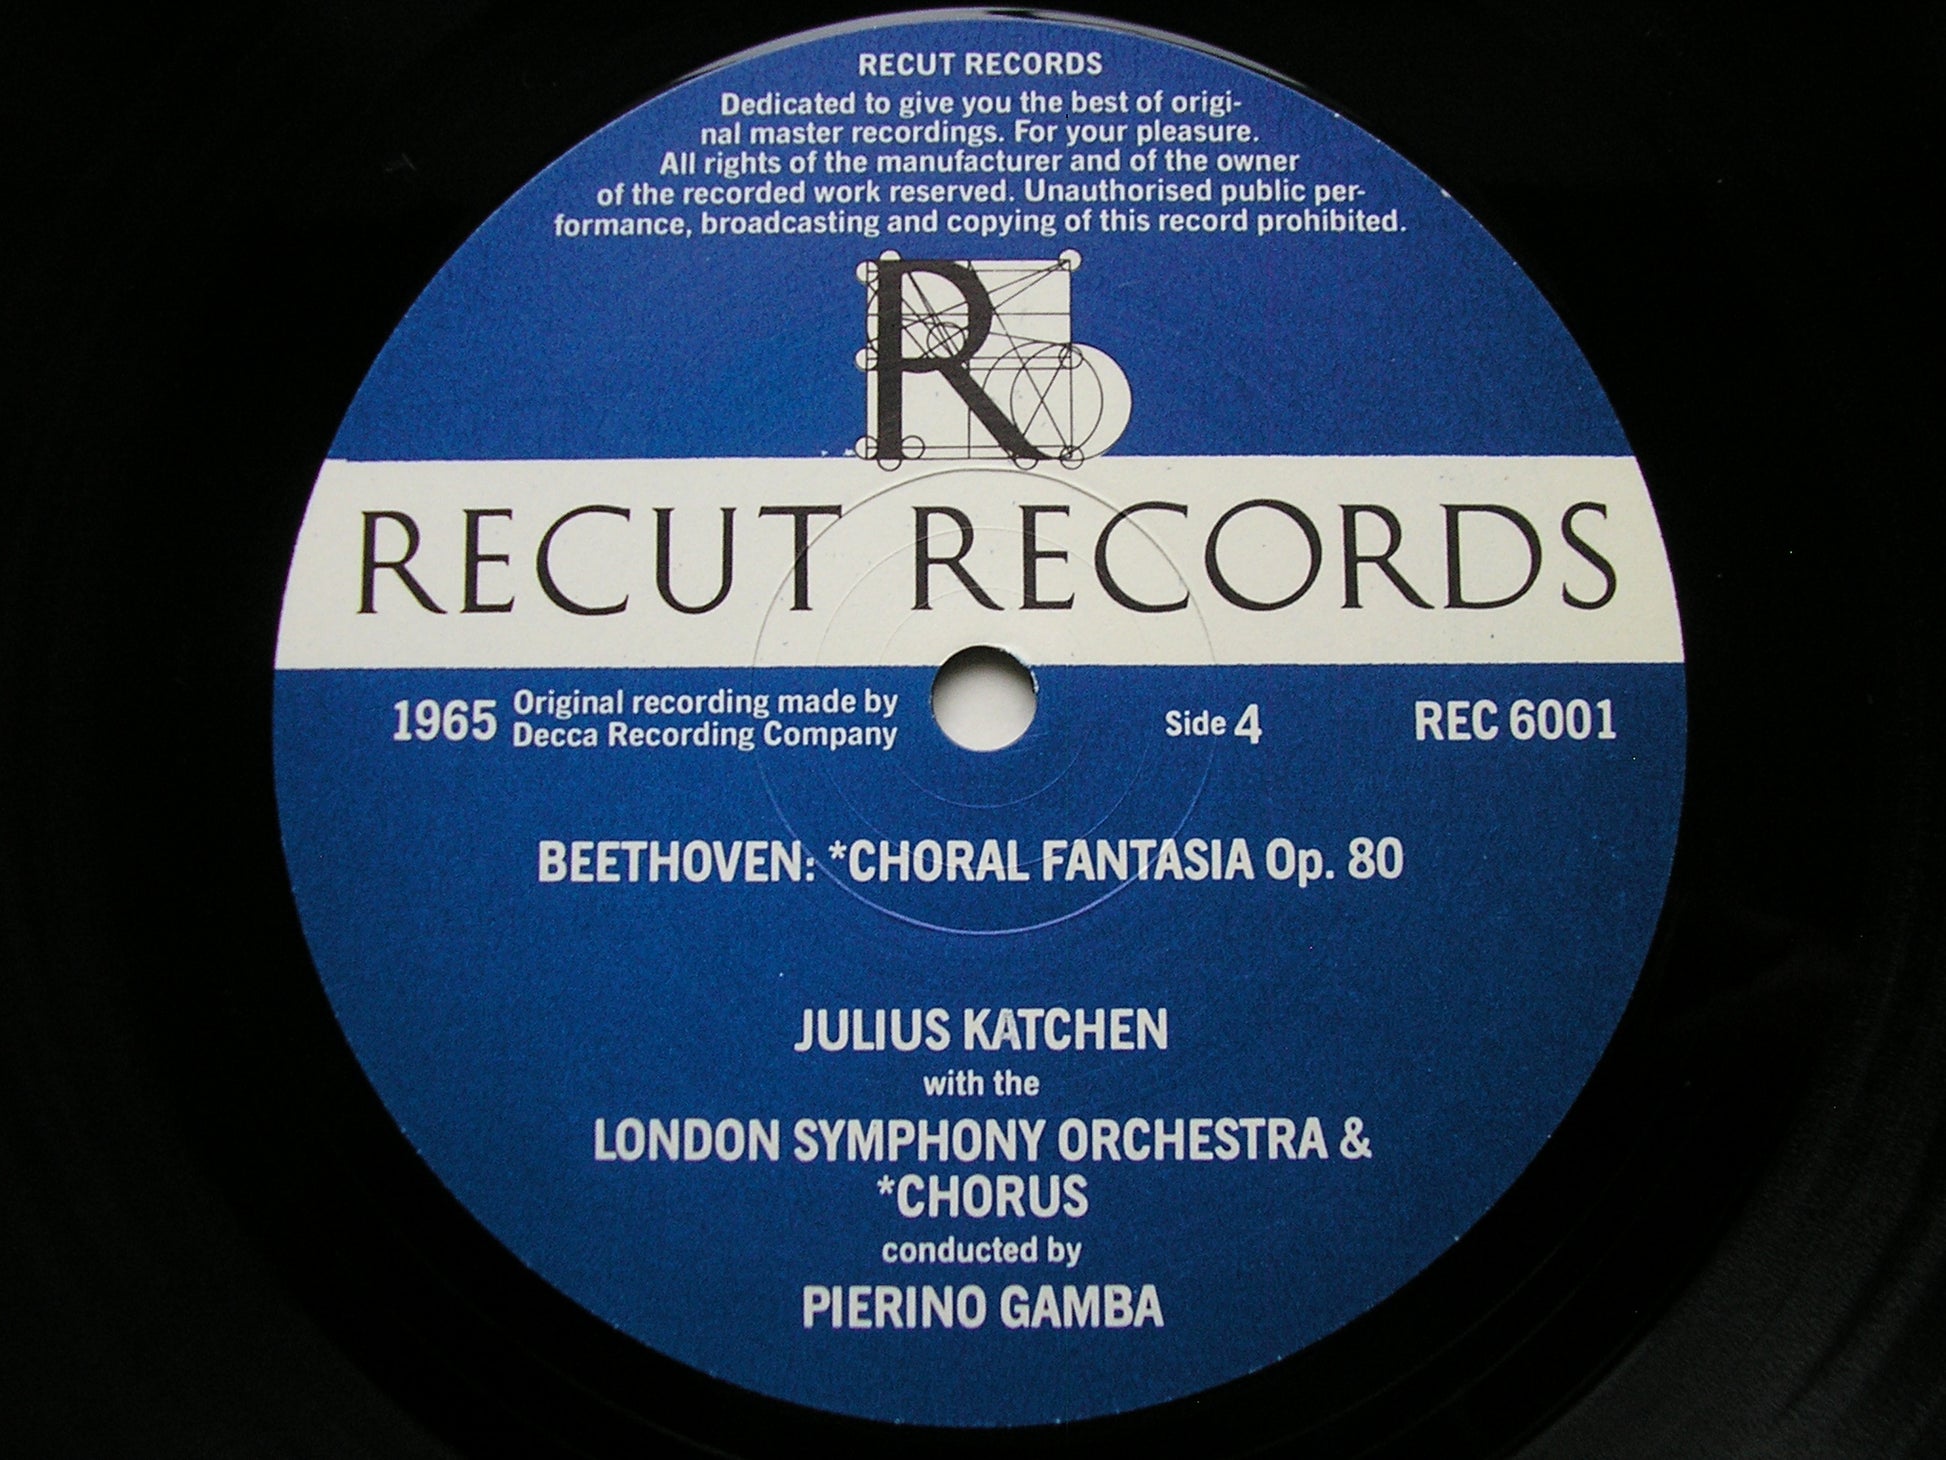 RECUT RECORDS
Dedicated to give you the best of origi-
nal master recordings. For your pleasure.
All rights of the manufacturer and of the owner
of the recorded work reserved. Unauthorised public per-
formance, broadcasting and copying of this record prohibited.
R
RECUT RECORDS
1965 Original recording made by
Decca Recording Company
Side 4
REC 6001
BEETHOVEN: *CHORAL FANTASIA Op. 80
JULIUS KATCHEN
with the
LONDON SYMPHONY ORCHESTRA &
*CHORUS
conducted by
PIERINO GAMBA